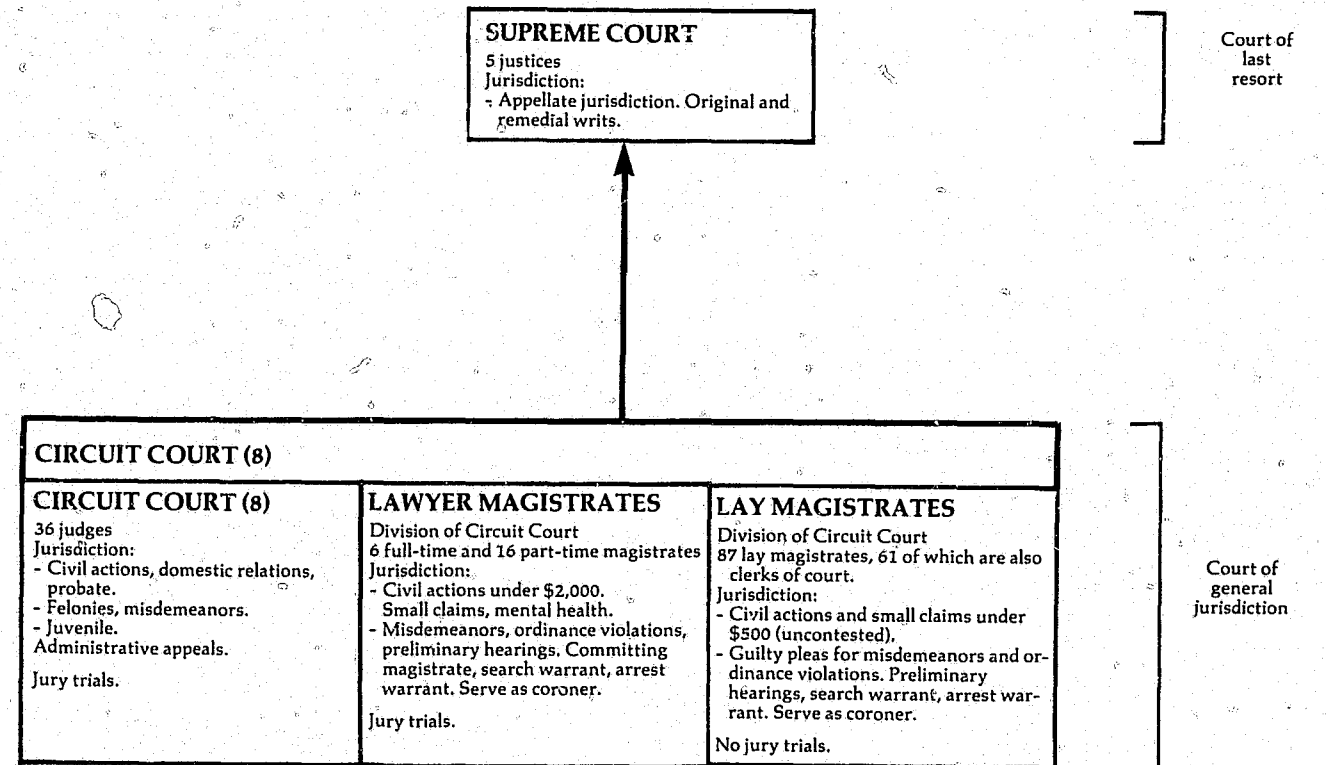 SUPREME COURT
5 justices
Jurisdiction:
- Appellate jurisdiction. Original and
remedial writs.
Court of
last
resort
CIRCUIT COURT (8)
CIRCUIT COURT (8)
36 judges
Jurisdiction:
- Civil actions, domestic relations,
probate.
- Felonies, misdemeanors.
- Juvenile.
Administrative appeals.
Jury trials.
LAWYER MAGISTRATES
Division of Circuit Court
6 full-time and 16 part-time magistrates
Jurisdiction:
- Civil actions under $2,000.
Small claims, mental health.
- Misdemeanors, ordinance violations,
preliminary hearings. Committing
magistrate, search warrant, arrest
warrant. Serve as coroner.
Jury trials.
LAY MAGISTRATES
Division of Circuit Court
87 lay magistrates, 61 of which are also
clerks of court.
Jurisdiction:
- Civil actions and small claims under
$500 (uncontested).
- Guilty pleas for misdemeanors and or-
dinance violations. Preliminary
hearings, search warrant, arrest war-
rant. Serve as coroner.
No jury trials.
Court of
general
jurisdiction